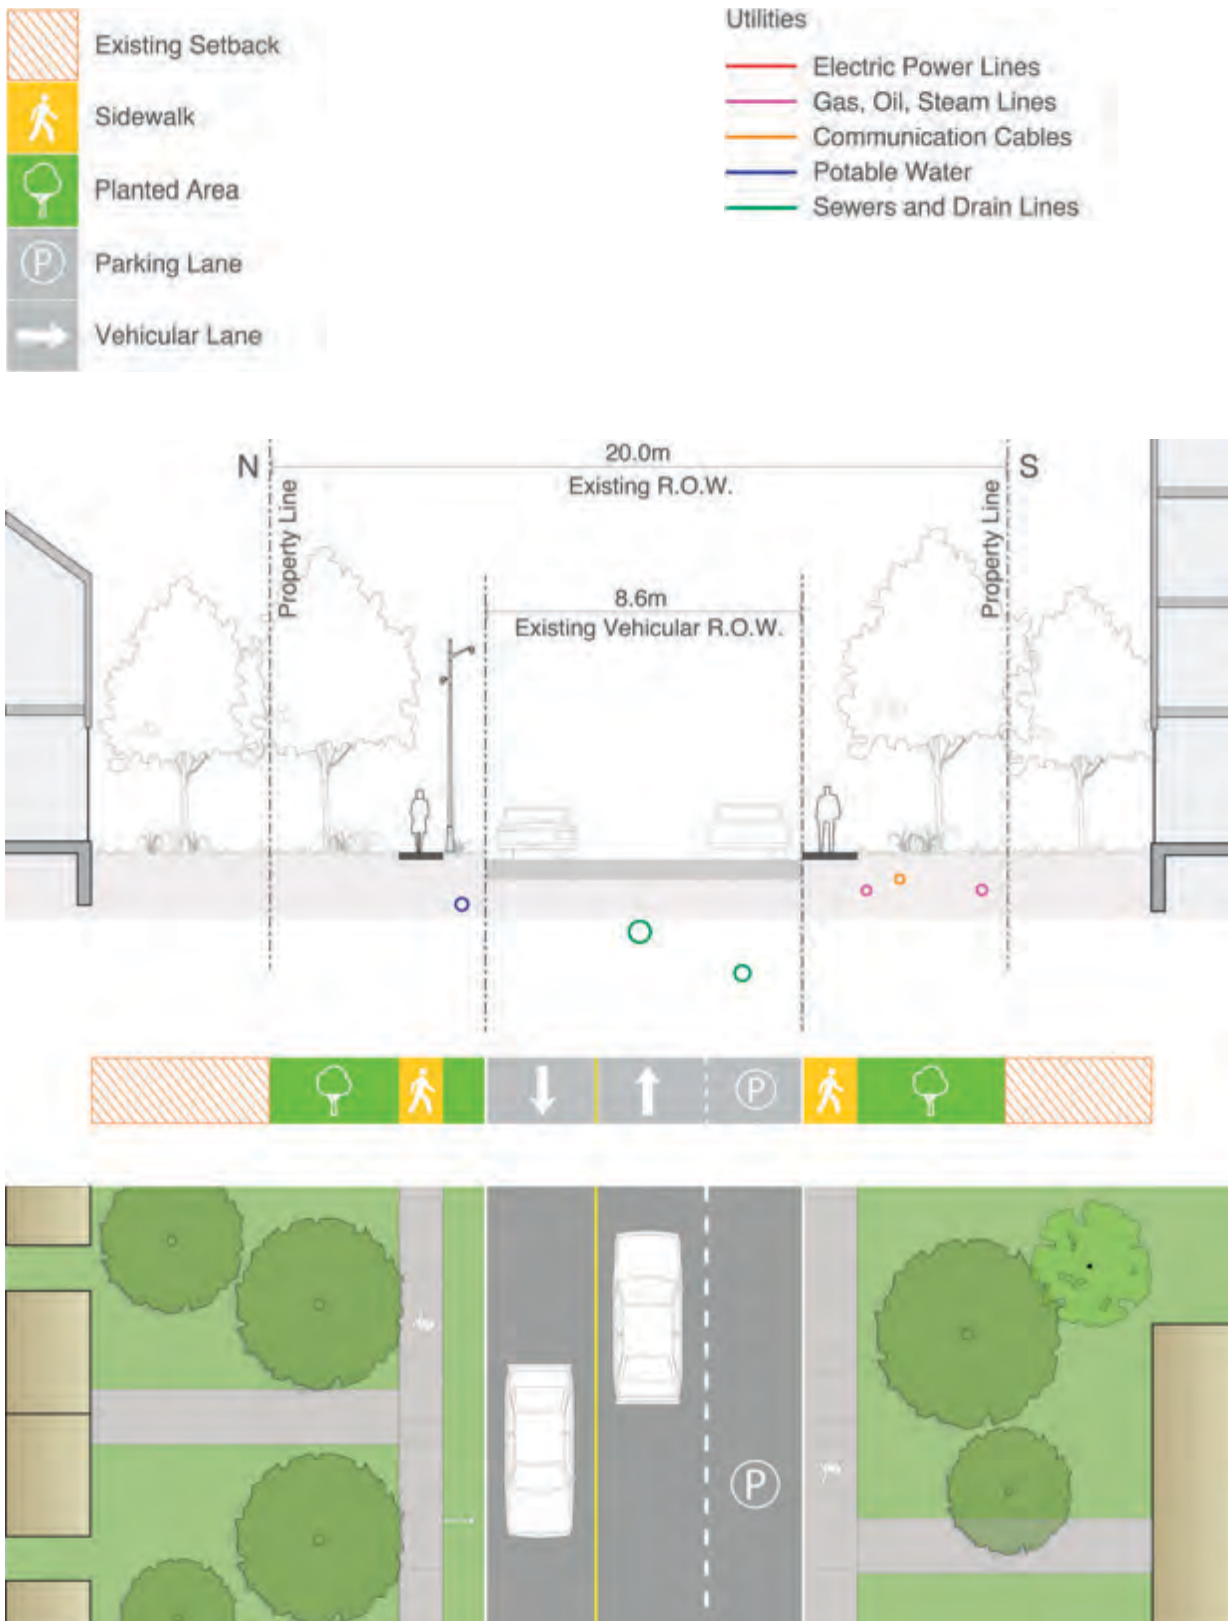 Existing Setback
Sidewalk
Planted Area
P
Parking Lane
Vehicular Lane
Utilities
Electric Power Lines
Gas, Oil, Steam Lines
Communication Cables
Potable Water
Sewers and Drain Lines
N
20.0m
S
Existing R.O.W.
Property Line
Property Line
8.6m
Existing Vehicular R.O.W.
P
P